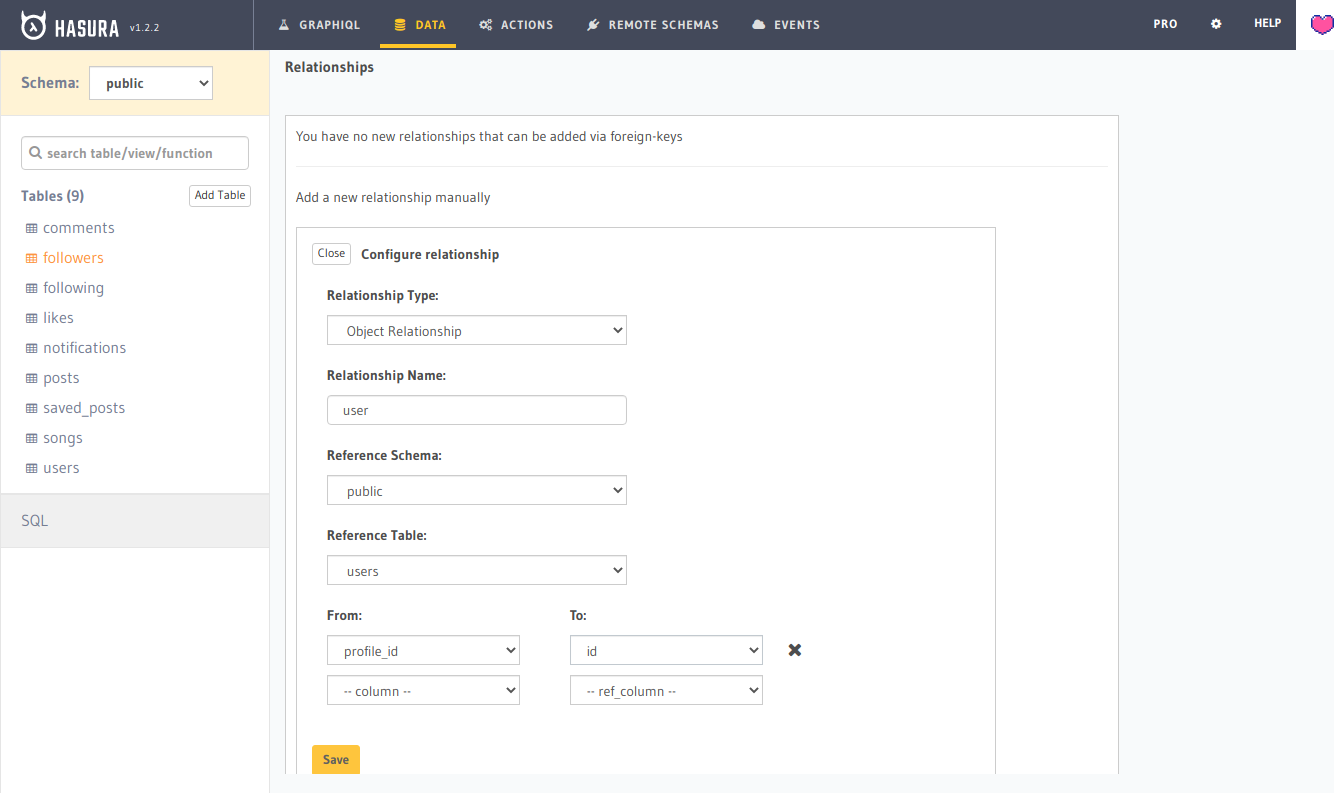 HASURA v1.2.2 GRAPHIQL DATA ACTIONS REMOTE SCHEMAS EVENTS PRO HELP
Schema: public
search table/view/function
Tables (9) Add Table
comments
followers
following
likes
notifications
posts
saved_posts
songs
users
SQL
Relationships
You have no new relationships that can be added via foreign-keys
Add a new relationship manually
Close Configure relationship
Relationship Type:
Object Relationship
Relationship Name:
user
Reference Schema:
public
Reference Table:
users
From: To:
profile_id id
-- column -- -- ref_column --
Save